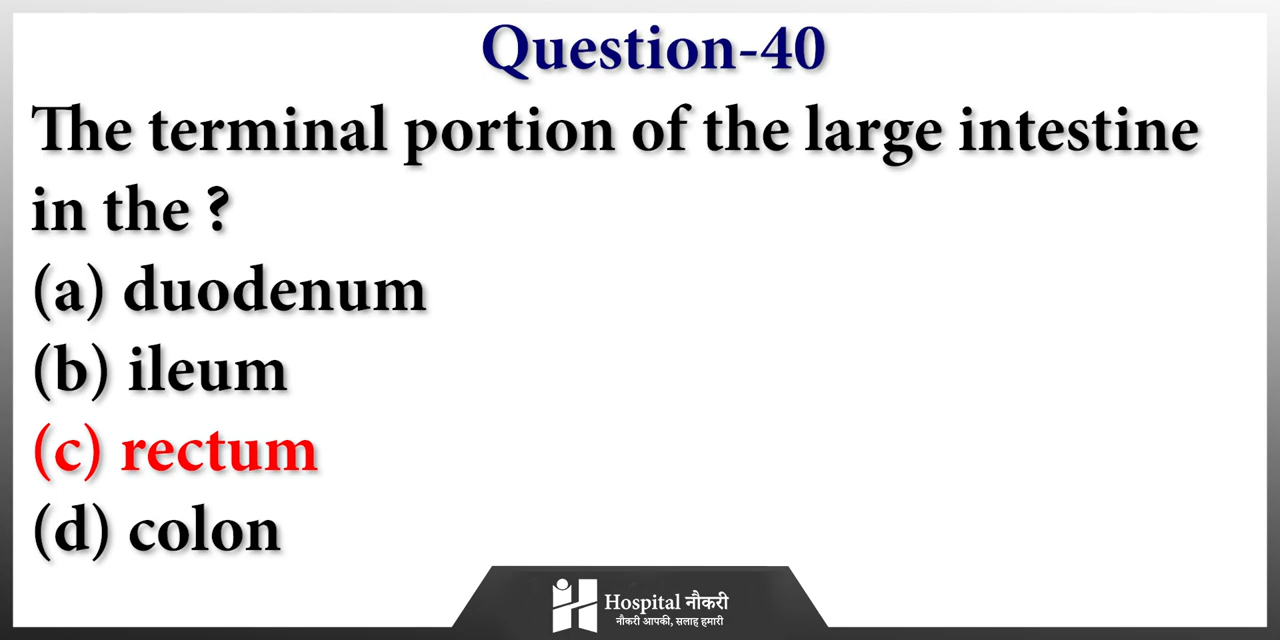 Question-40
The terminal portion of the large intestine
in the ?
(a) duodenum
(b) ileum
(c) rectum
(d) colon
Hospital नौकरी
नौकरी आपकी, सलाह हमारी